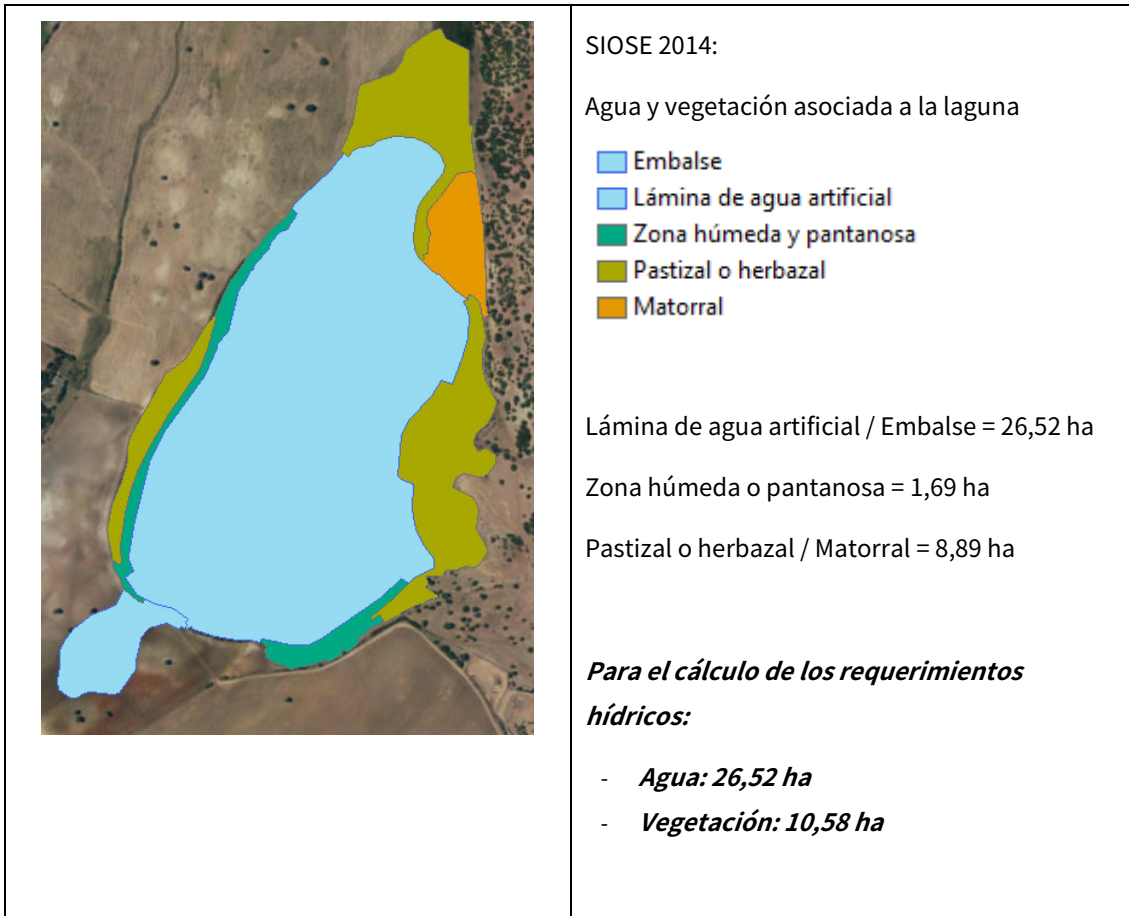 SIOSE 2014:
Agua y vegetación asociada a la laguna
Embalse
Lámina de agua artificial
Zona húmeda y pantanosa
Pastizal o herbazal
Matorral
Lámina de agua artificial / Embalse = 26,52 ha
Zona húmeda o pantanosa = 1,69 ha
Pastizal o herbazal / Matorral = 8,89 ha
Para el cálculo de los requerimientos
hídricos:
- Agua: 26,52 ha
- Vegetación: 10,58 ha